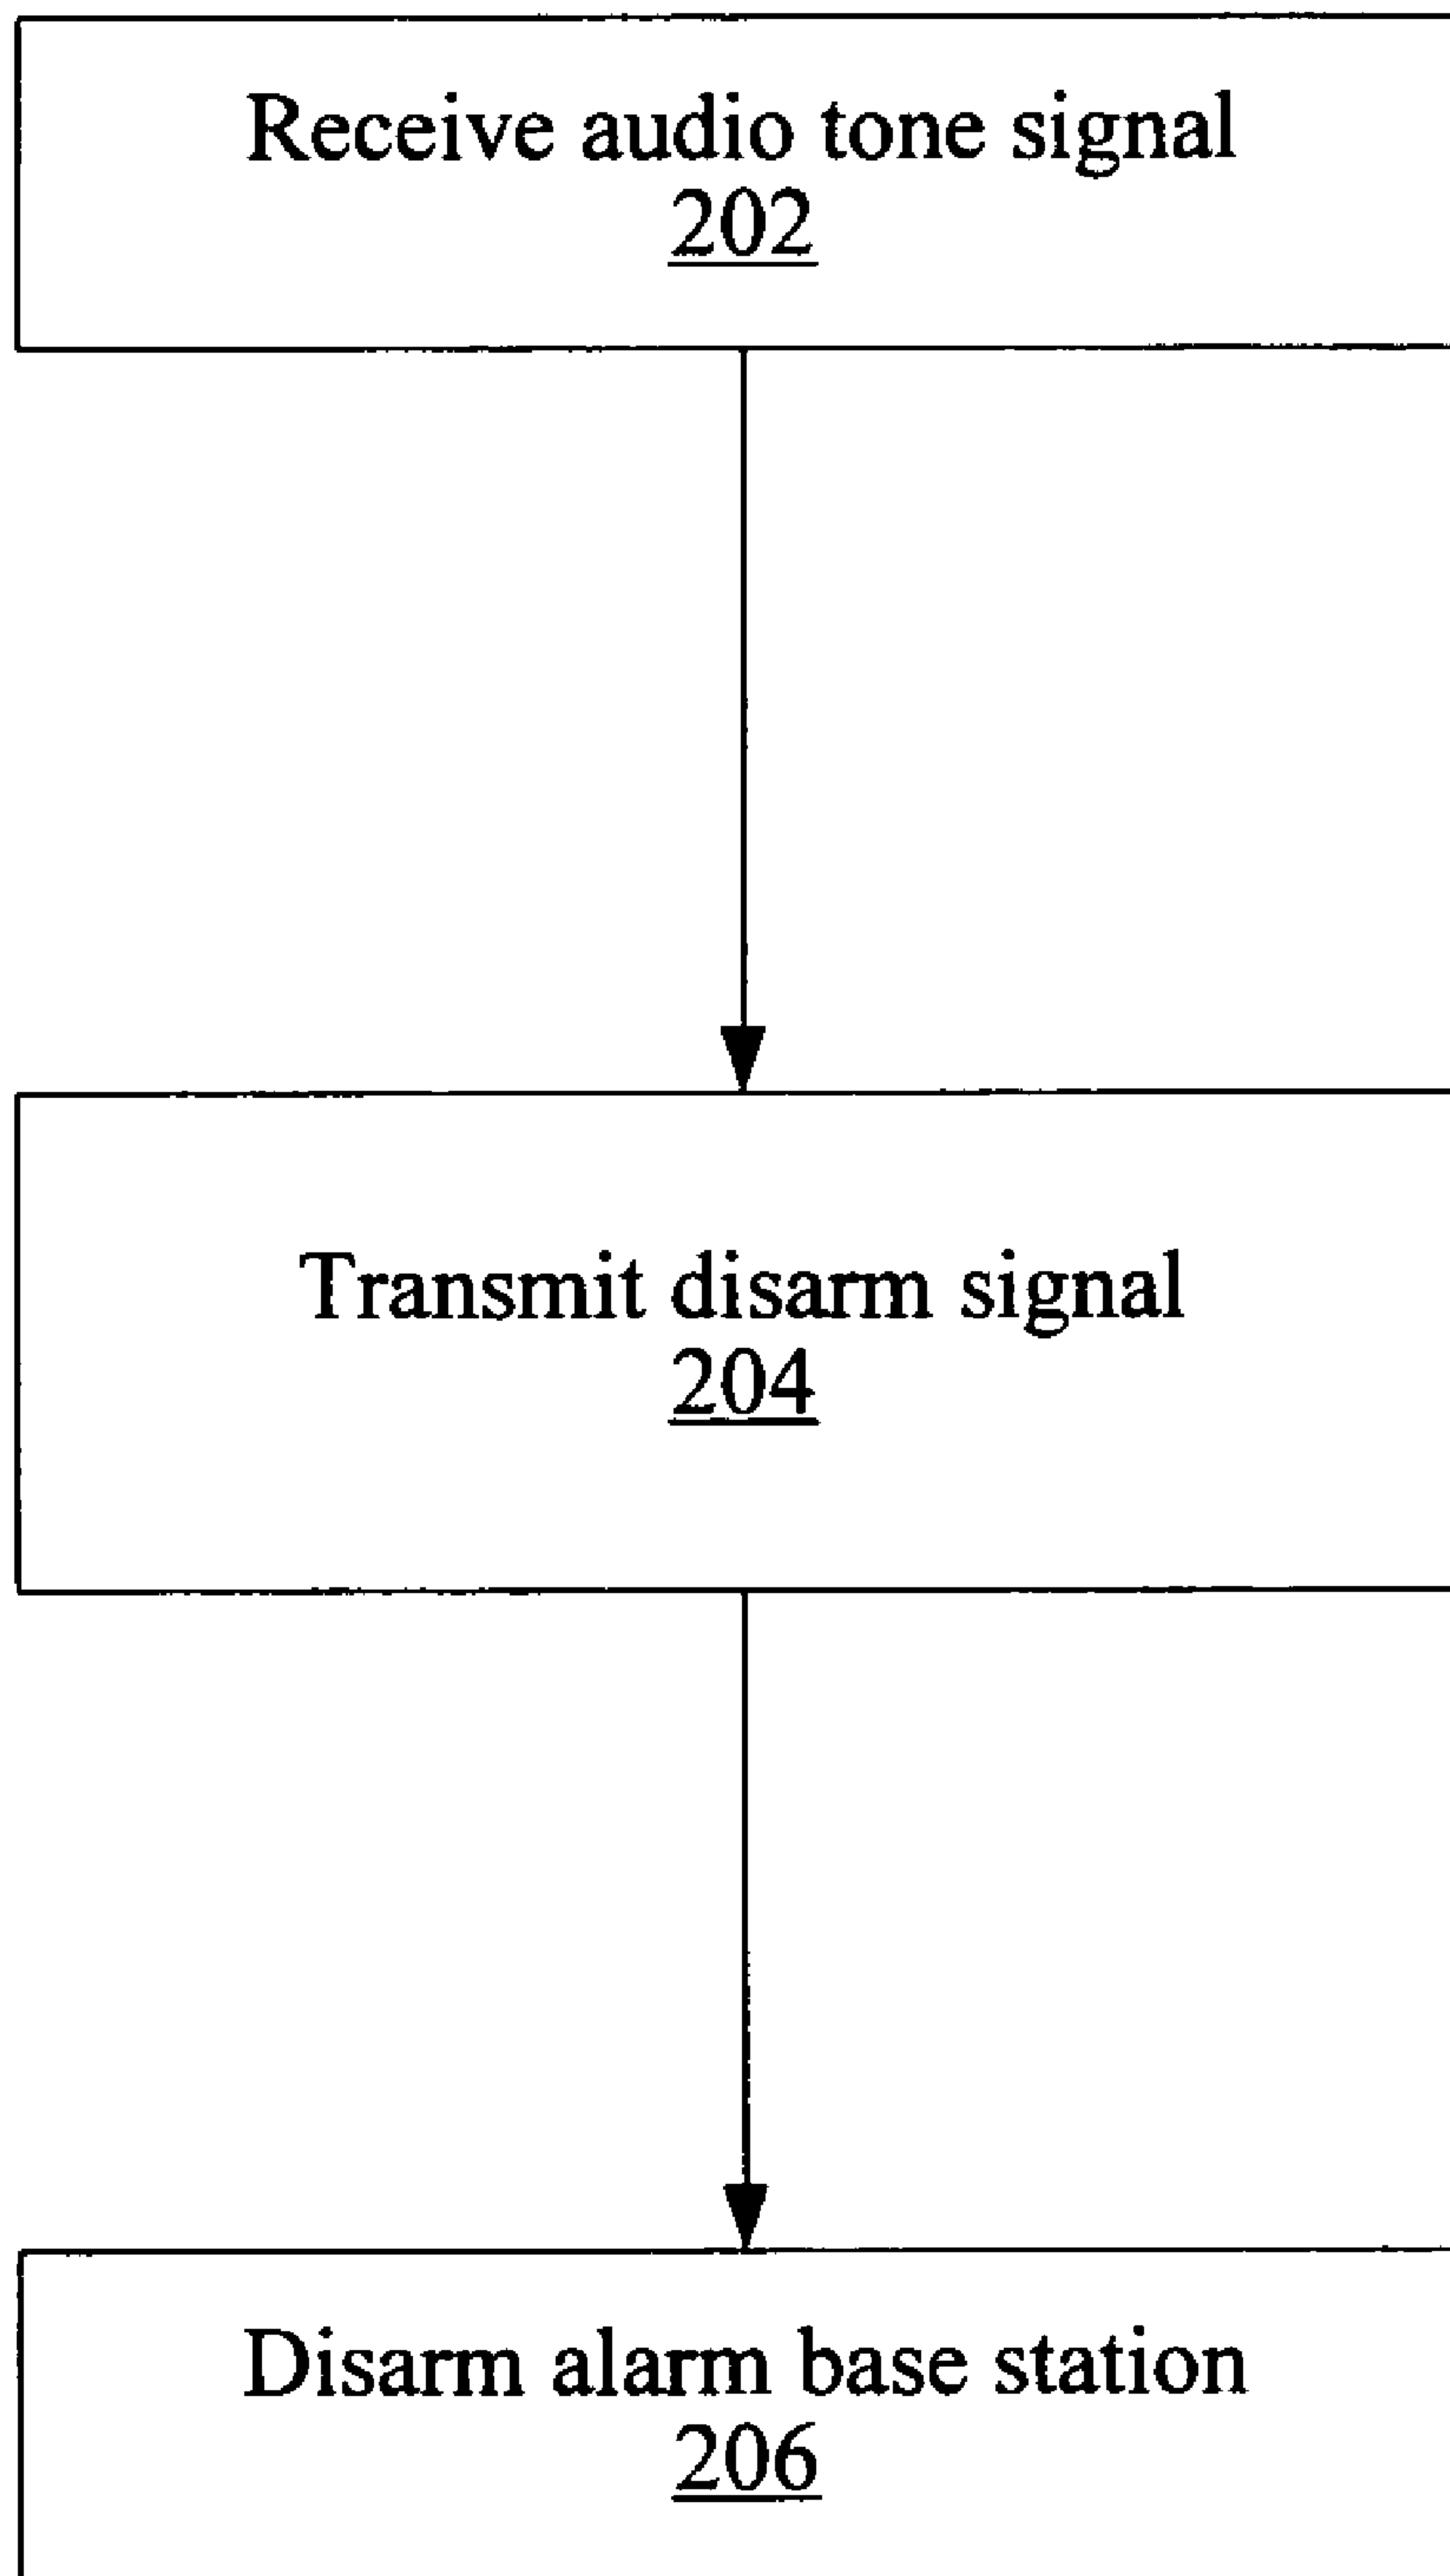 Receive audio tone signal
202
Transmit disarm signal
204
Disarm alarm base station
206